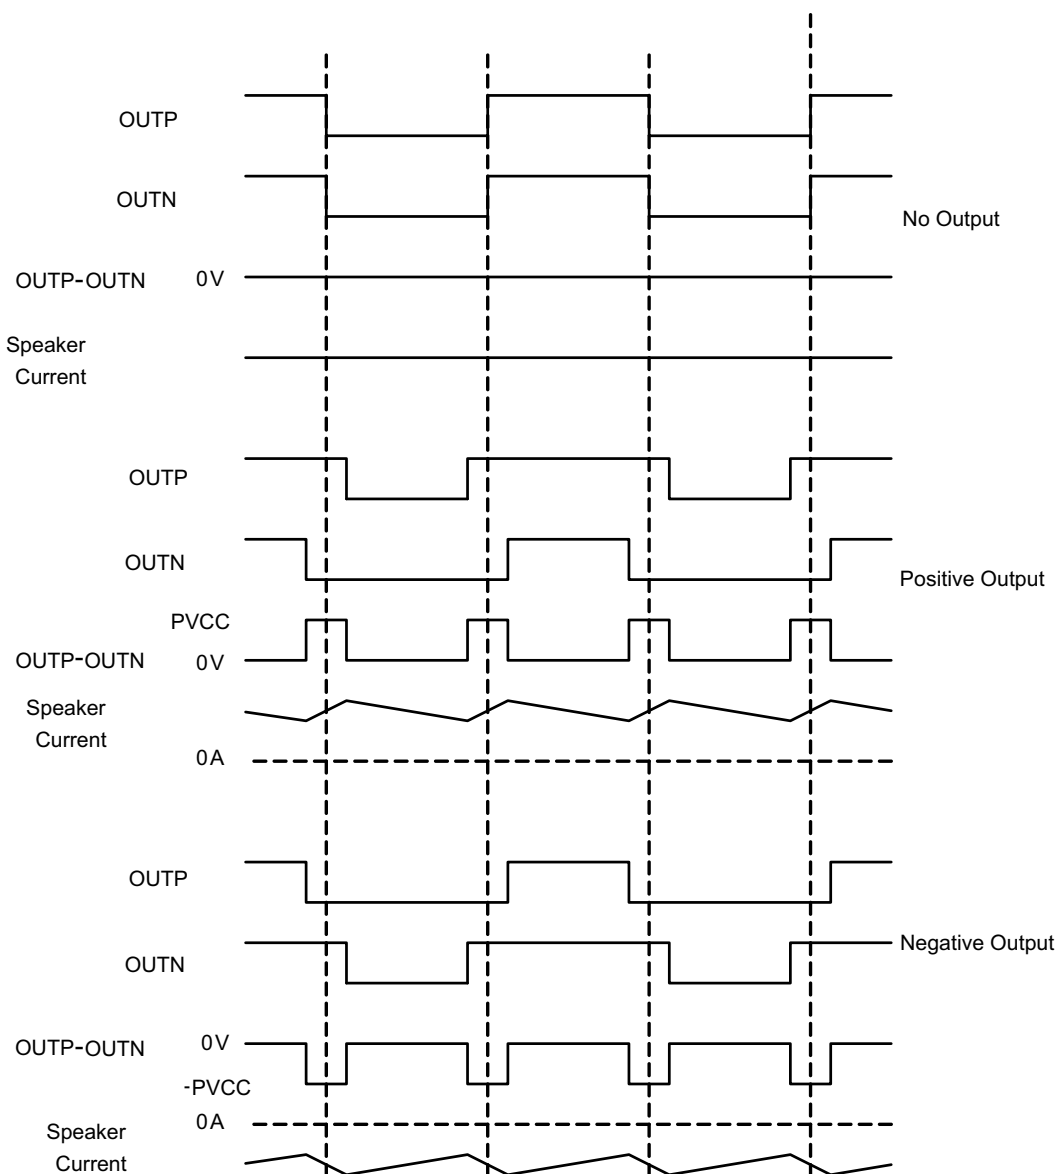 OUTP
OUTN
No Output
OUTP-OUTN 0V
Speaker
Current
OUTP
OUTN
Positive Output
PVCC
OUTP-OUTN 0V
Speaker
Current
0A
OUTP
Negative Output
OUTN
OUTP-OUTN 0V
-PVCC
0A
Speaker
Current